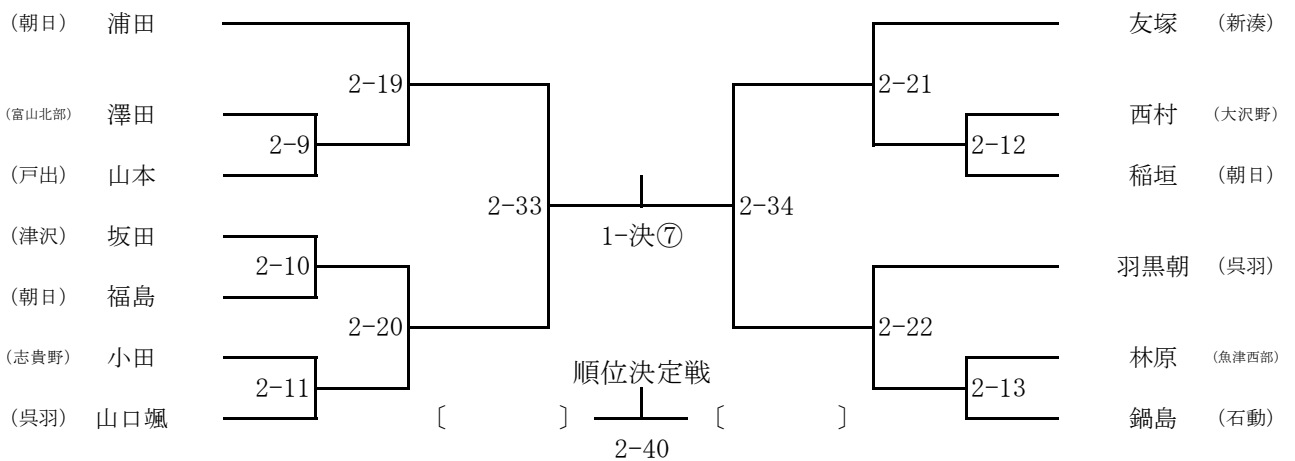 (朝日) 浦田 友塚 (新湊)
2-19 2-21
(富山北部) 澤田 西村 (大沢野)
2-9 2-12
(戸出) 山本 稲垣 (朝日)
2-33 2-34
(津沢) 坂田
1-決⑦
2-10 羽黒朝 (呉羽)
(朝日) 福島
2-20 2-22
(志貴野) 小田 林原 (魚津西部)
順位決定戦
2-11 2-13
(呉羽) 山口颯 〔 〕 〔 〕 鍋島 (石動)
2-40